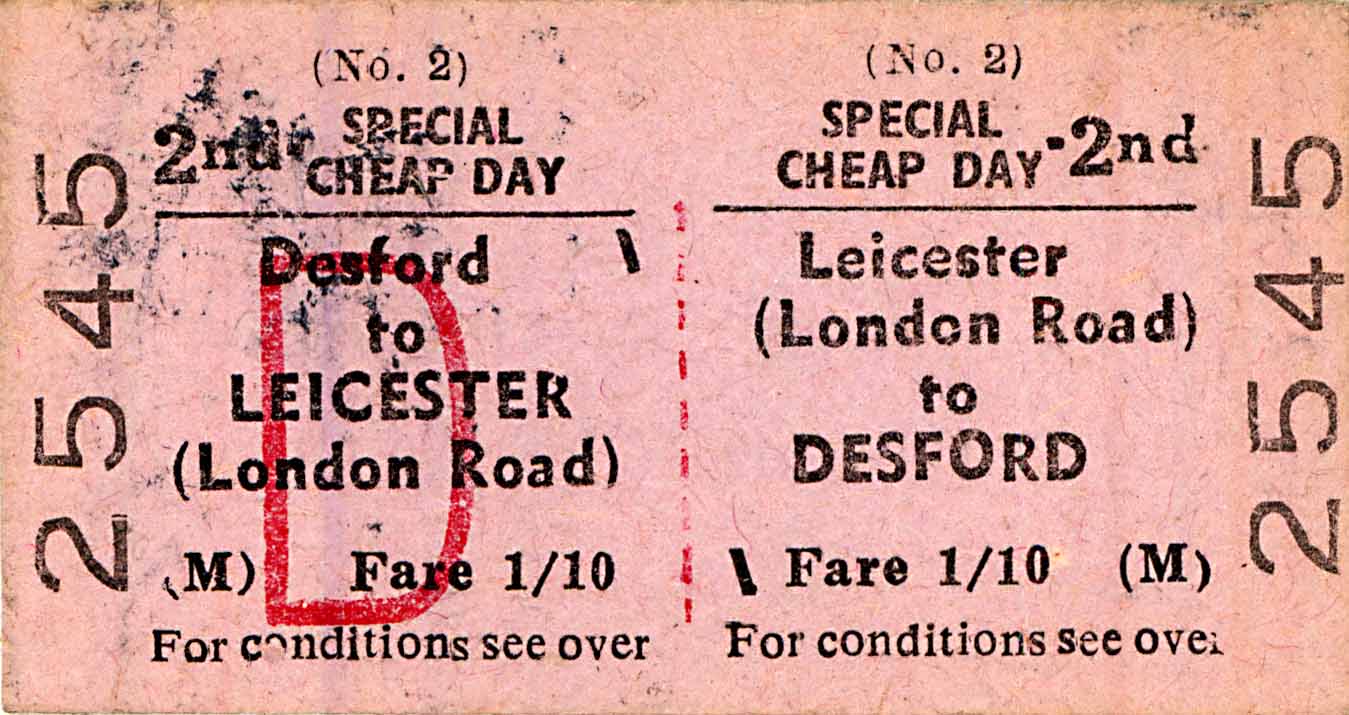 (No. 2)
2nd SPECIAL
CHEAP DAY
Desford
to
LEICESTER
(London Road)
(M) Fare 1/10
For conditions see over
D
2545
(No. 2)
SPECIAL
CHEAP DAY 2nd
Leicester
(London Road)
to
DESFORD
Fare 1/10 (M)
For conditions see over
2545